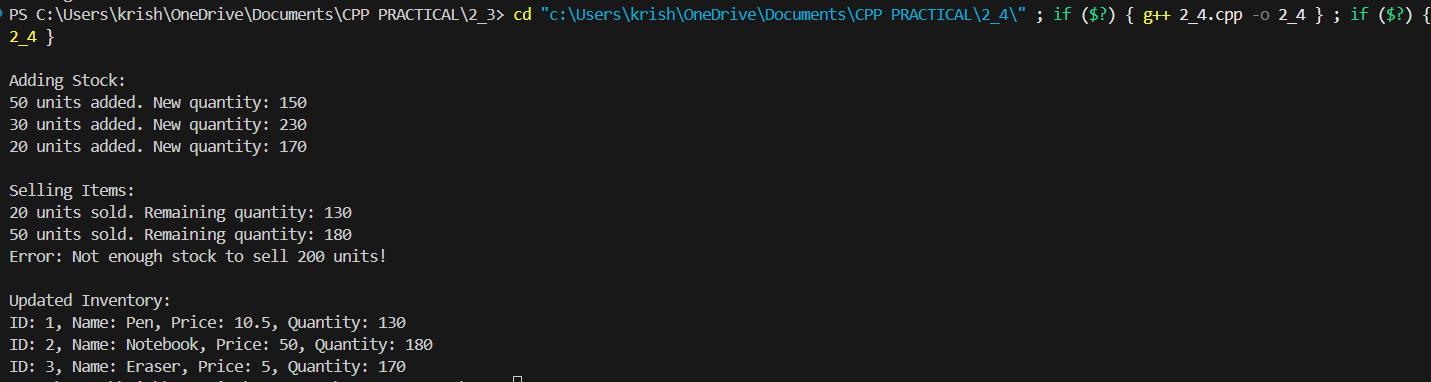 PS C:\Users\krish\OneDrive\Documents\CPP PRACTICAL\2_3> cd "c:\Users\krish\OneDrive\Documents\CPP PRACTICAL\2_4\" ; if ($?) { g++ 2_4.cpp -o 2_4 } ; if ($?) {
2_4 }
Adding Stock:
50 units added. New quantity: 150
30 units added. New quantity: 230
20 units added. New quantity: 170
Selling Items:
20 units sold. Remaining quantity: 130
50 units sold. Remaining quantity: 180
Error: Not enough stock to sell 200 units!
Updated Inventory:
ID: 1, Name: Pen, Price: 10.5, Quantity: 130
ID: 2, Name: Notebook, Price: 50, Quantity: 180
ID: 3, Name: Eraser, Price: 5, Quantity: 170